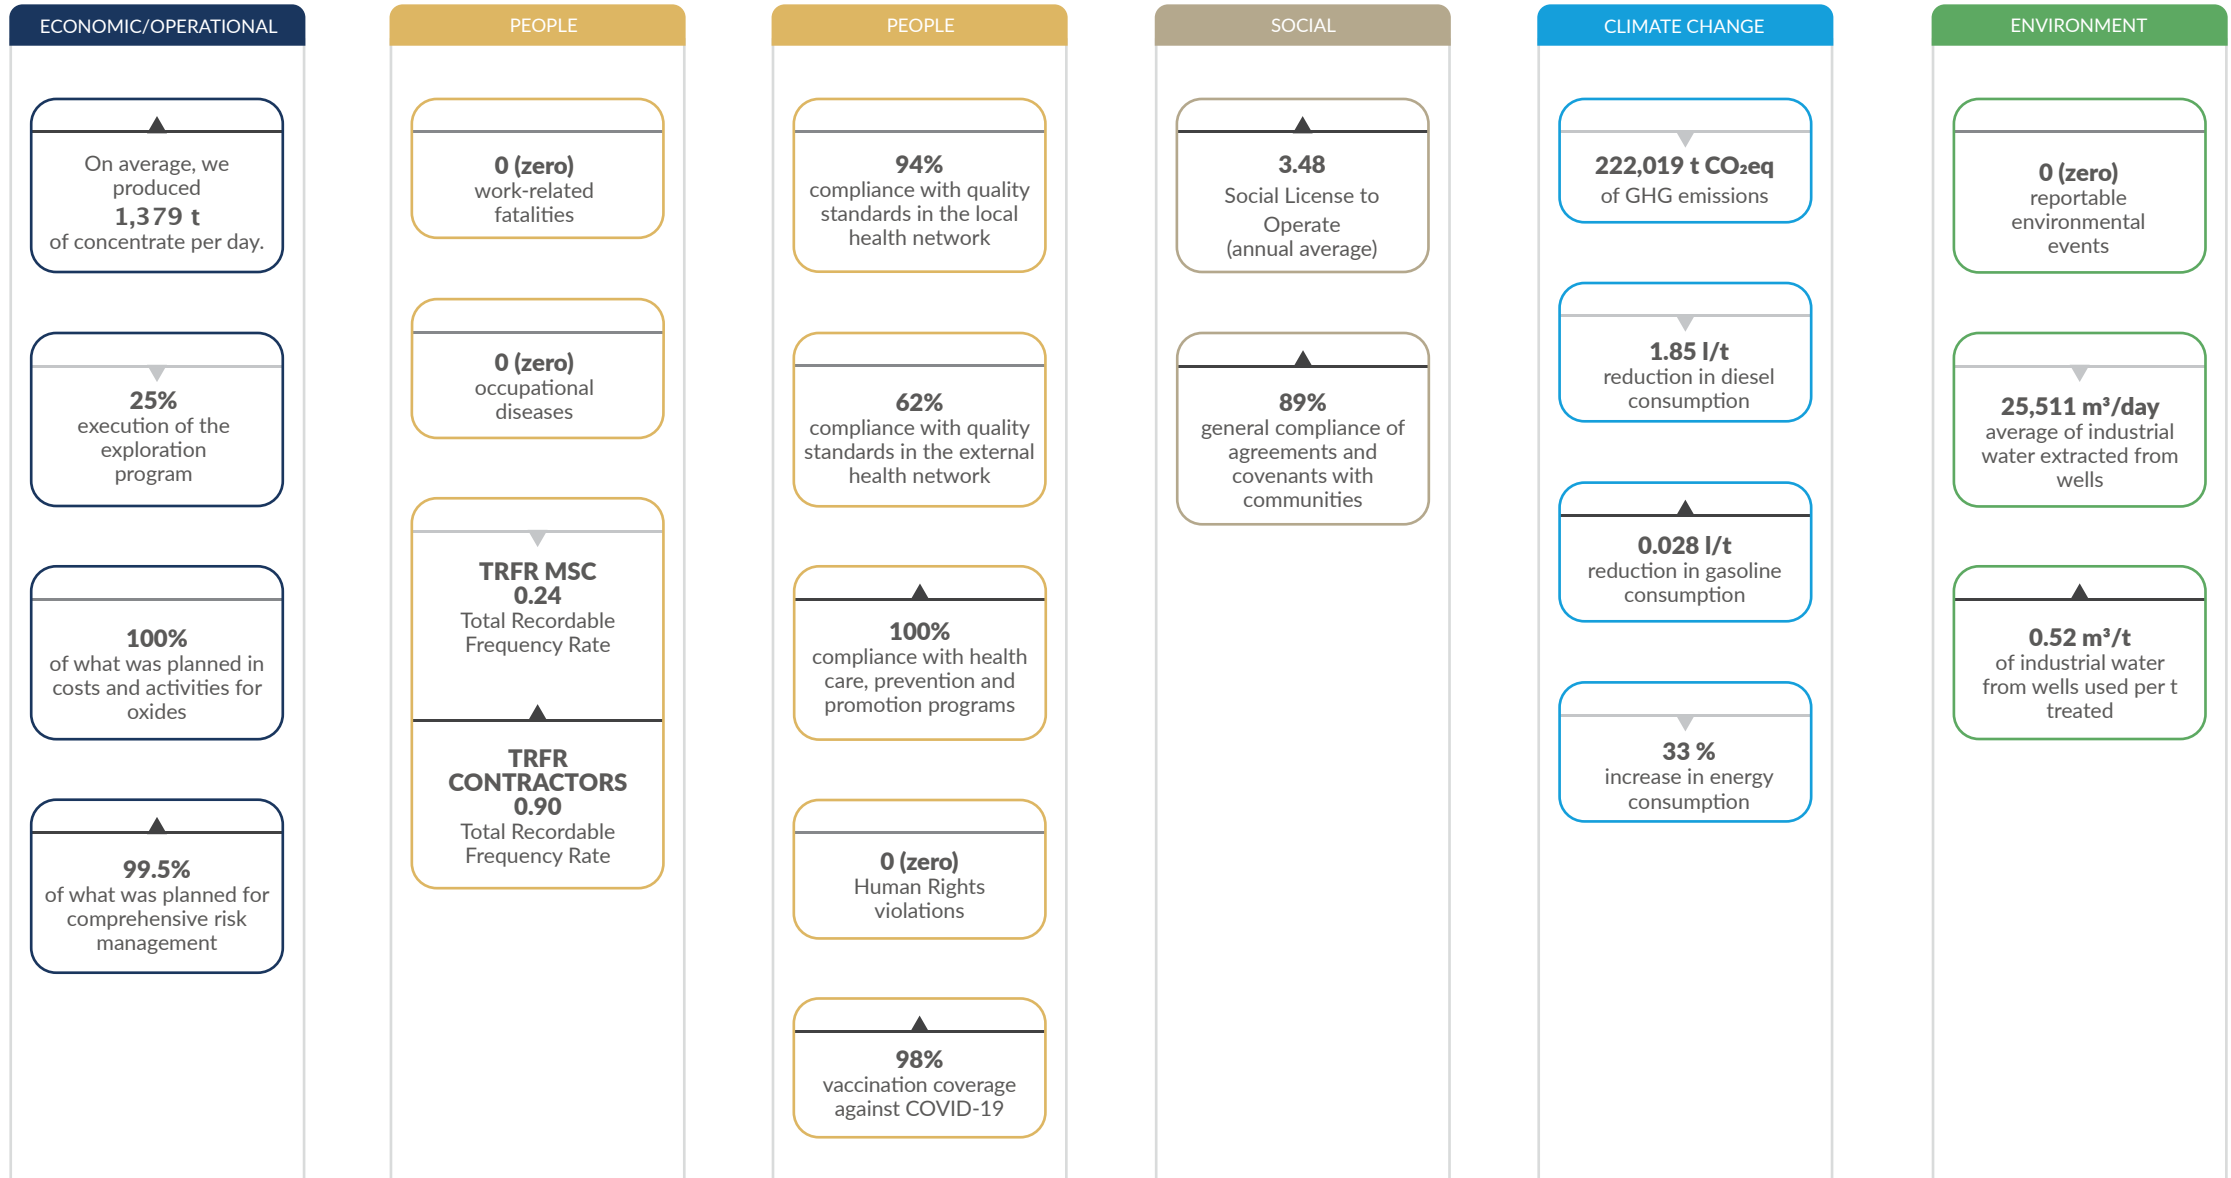 ECONOMIC/OPERATIONAL
On average, we
produced
1,379 t
of concentrate per day.
25%
execution of the
exploration
program
100%
of what was planned in
costs and activities for
oxides
99.5%
of what was planned for
comprehensive risk
management
PEOPLE
0 (zero)
work-related
fatalities
0 (zero)
occupational
diseases
TRFR MSC
0.24
Total Recordable
Frequency Rate
TRFR
CONTRACTORS
0.90
Total Recordable
Frequency Rate
PEOPLE
94%
compliance with quality
standards in the local
health network
62%
compliance with quality
standards in the external
health network
100%
compliance with health
care, prevention and
promotion programs
0 (zero)
Human Rights
violations
98%
vaccination coverage
against COVID-19
SOCIAL
3.48
Social License to
Operate
(annual average)
89%
general compliance of
agreements and
covenants with
communities
CLIMATE CHANGE
222,019 t CO₂eq
of GHG emissions
1.85 l/t
reduction in diesel
consumption
0.028 l/t
reduction in gasoline
consumption
33 %
increase in energy
consumption
ENVIRONMENT
0 (zero)
reportable
environmental
events
25,511 m³/day
average of industrial
water extracted from
wells
0.52 m³/t
of industrial water
from wells used per t
treated